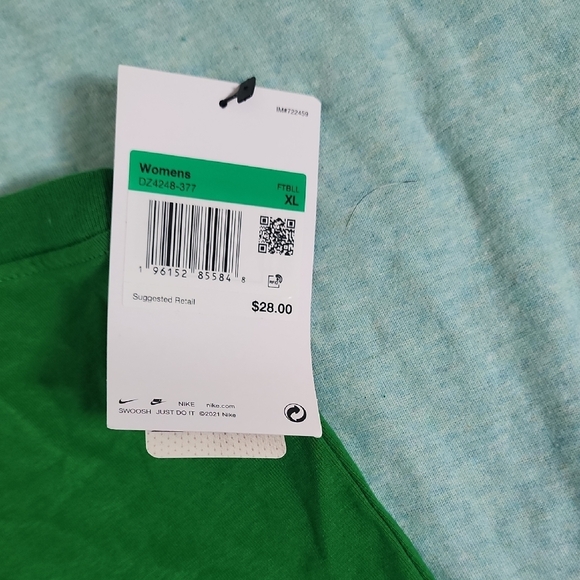 IM#722459
Womens
DZ4248-377
FTBLL
XL
1 96152 85584 8
Suggested Retail
$28.00
NIKE nike.com
SWOOSH JUST DO IT ©2021 Nike